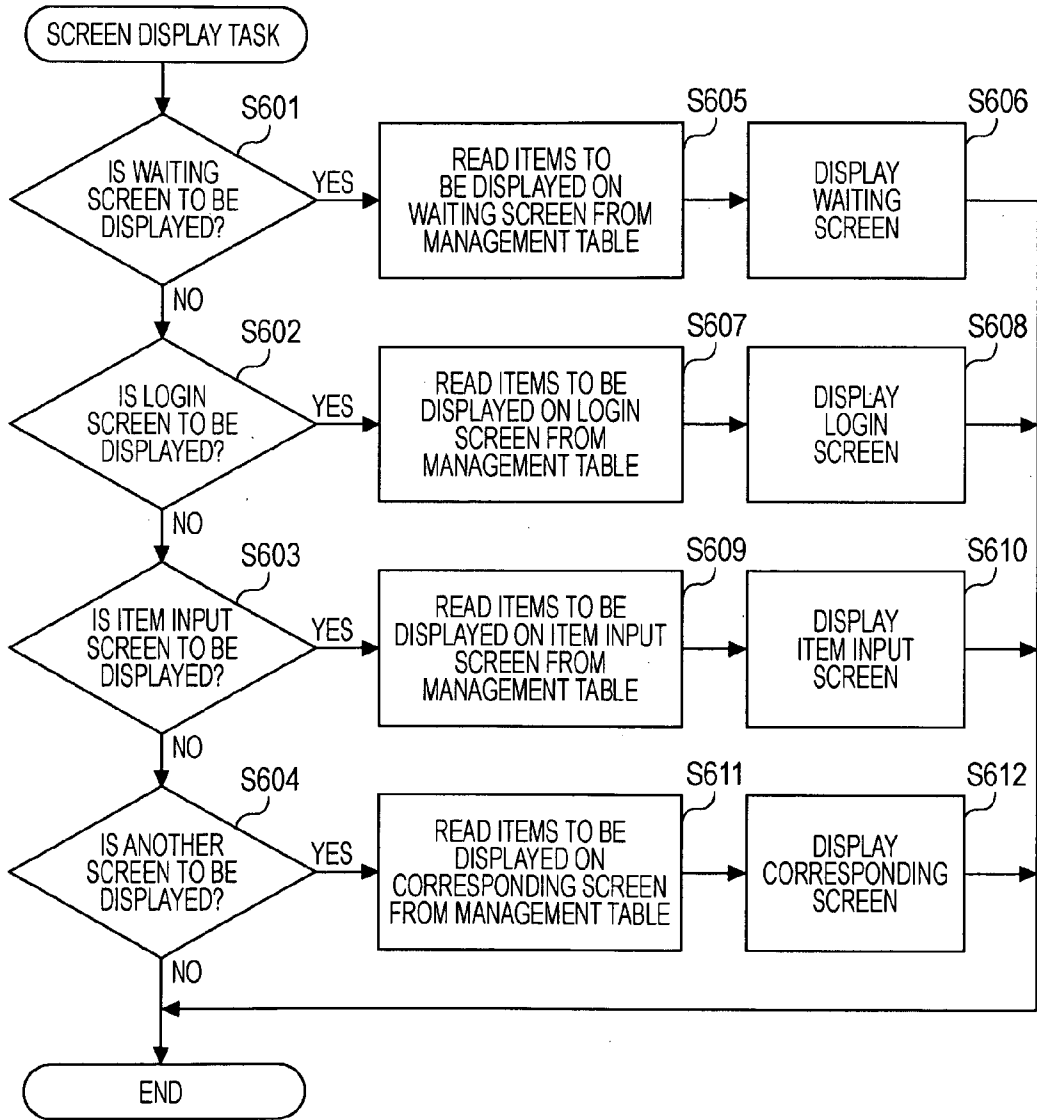 SCREEN DISPLAY TASK
S601
IS WAITING
SCREEN TO BE
DISPLAYED?
YES
S605
READ ITEMS TO
BE DISPLAYED ON
WAITING SCREEN FROM
MANAGEMENT TABLE
S606
DISPLAY
WAITING
SCREEN
NO
S602
IS LOGIN
SCREEN TO BE
DISPLAYED?
YES
S607
READ ITEMS TO BE
DISPLAYED ON LOGIN
SCREEN FROM
MANAGEMENT TABLE
S608
DISPLAY
LOGIN
SCREEN
NO
S603
IS ITEM INPUT
SCREEN TO BE
DISPLAYED?
YES
S609
READ ITEMS TO BE
DISPLAYED ON ITEM INPUT
SCREEN FROM
MANAGEMENT TABLE
S610
DISPLAY
ITEM INPUT
SCREEN
NO
S604
IS ANOTHER
SCREEN TO BE
DISPLAYED?
YES
S611
READ ITEMS TO BE
DISPLAYED ON
CORRESPONDING SCREEN
FROM MANAGEMENT TABLE
S612
DISPLAY
CORRESPONDING
SCREEN
NO
END